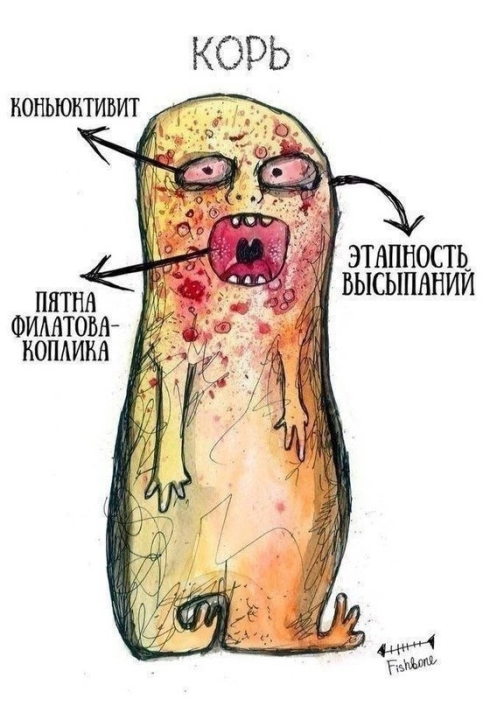 КОРЬ
КОНЬЮКТИВИТ
ЭТАПНОСТЬ
ВЫСЫПАНИЙ
ПЯТНА
ФИЛАТОВА-
КОПЛИКА
Fishbone